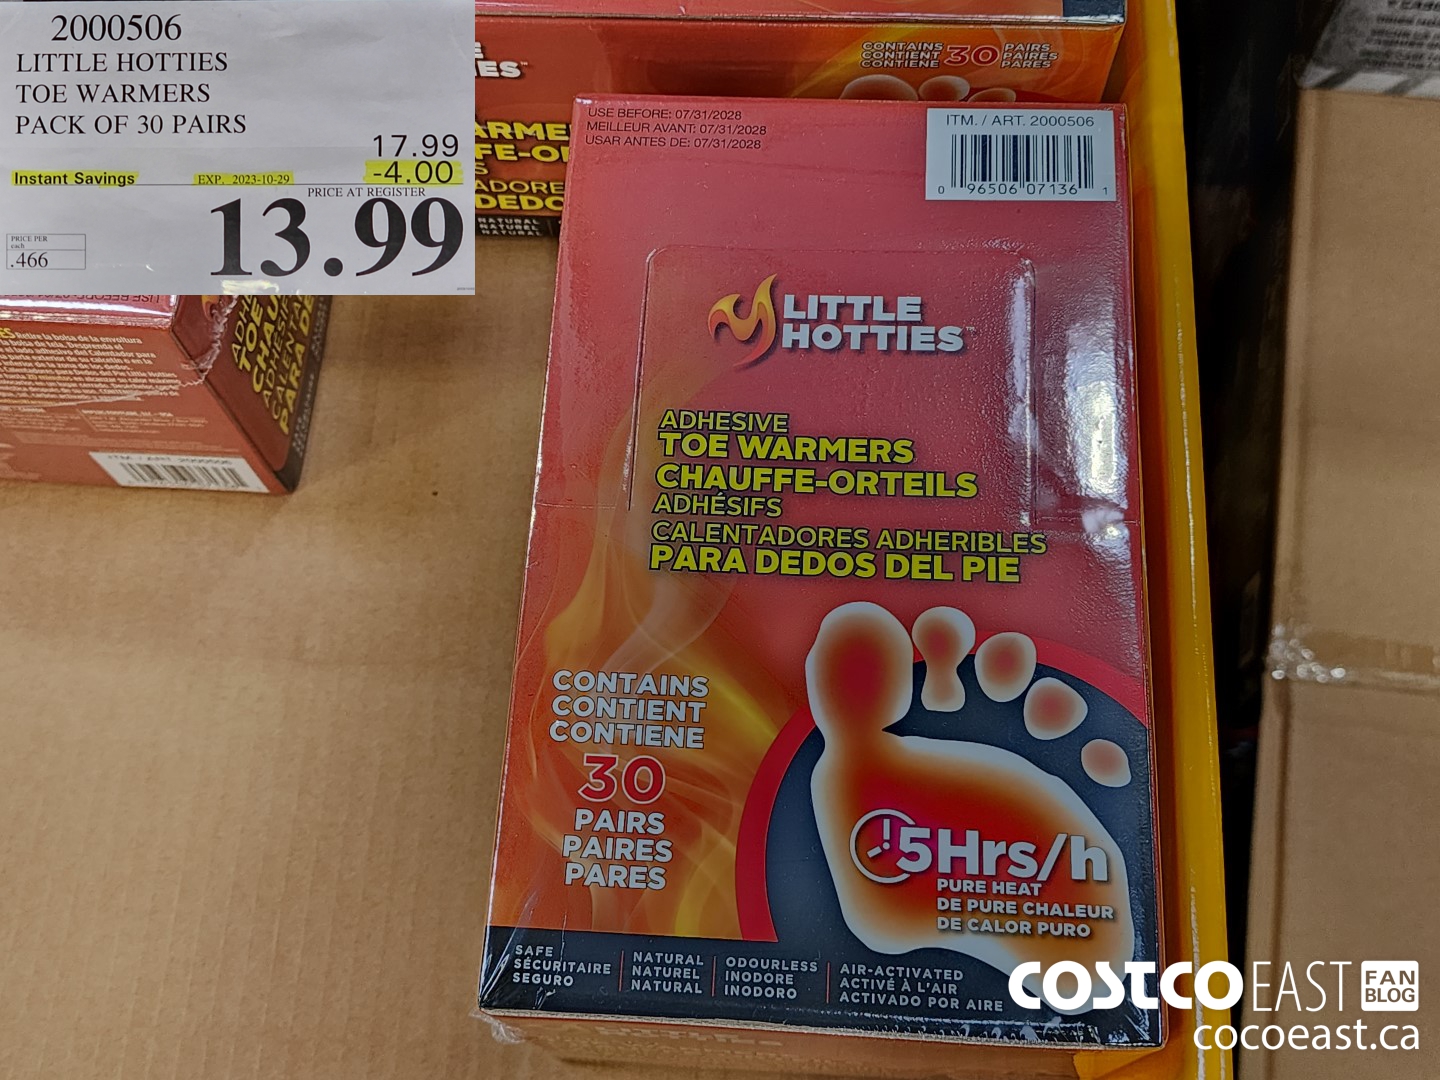 2000506
LITTLE HOTTIES
TOE WARMERS
PACK OF 30 PAIRS
17.99
Instant Savings EXP. 2023-10-29 -4.00
PRICE AT REGISTER
13.99
PRICE PER
each
.466
CONTAINS
CONTIENT
CONTIENE
30
PAIRS
PAIRES
PARES
USE BEFORE: 07/31/2028
MEILLEUR AVANT: 07/31/2028
USAR ANTES DE: 07/31/2028
ITM. / ART. 2000506
0 96506 07136 1
LITTLE
HOTTIES™
ADHESIVE
TOE WARMERS
CHAUFFE-ORTEILS
ADHÉSIFS
CALENTADORES ADHERIBLES
PARA DEDOS DEL PIE
CONTAINS
CONTIENT
CONTIENE
30
PAIRS
PAIRES
PARES
5Hrs/h
PURE HEAT
DE PURE CHALEUR
DE CALOR PURO
SAFE
SÉCURITAIRE
SEGURO
NATURAL
NATUREL
NATURAL
ODOURLESS
INODORE
INODORO
AIR-ACTIVATED
ACTIVÉ À L'AIR
ACTIVADO POR AIRE
ITM. / ART. 2000506
COSTCO EAST FAN
BLOG
cocoeast.ca